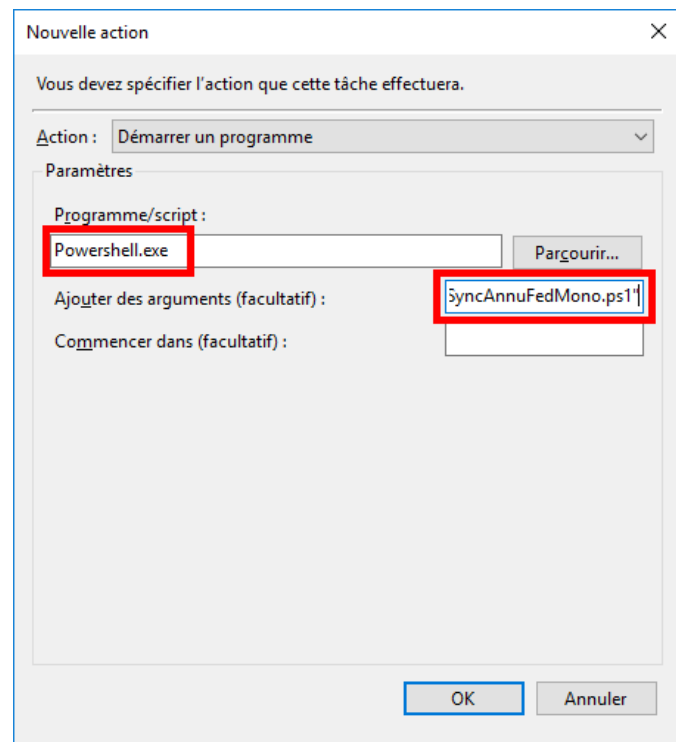 Nouvelle action
Vous devez spécifier l'action que cette tâche effectuera.
Action : Démarrer un programme
Paramètres
Programme/script :
Powershell.exe Parcourir...
Ajouter des arguments (facultatif) : SyncAnnuFedMono.ps1"
Commencer dans (facultatif) :
OK Annuler